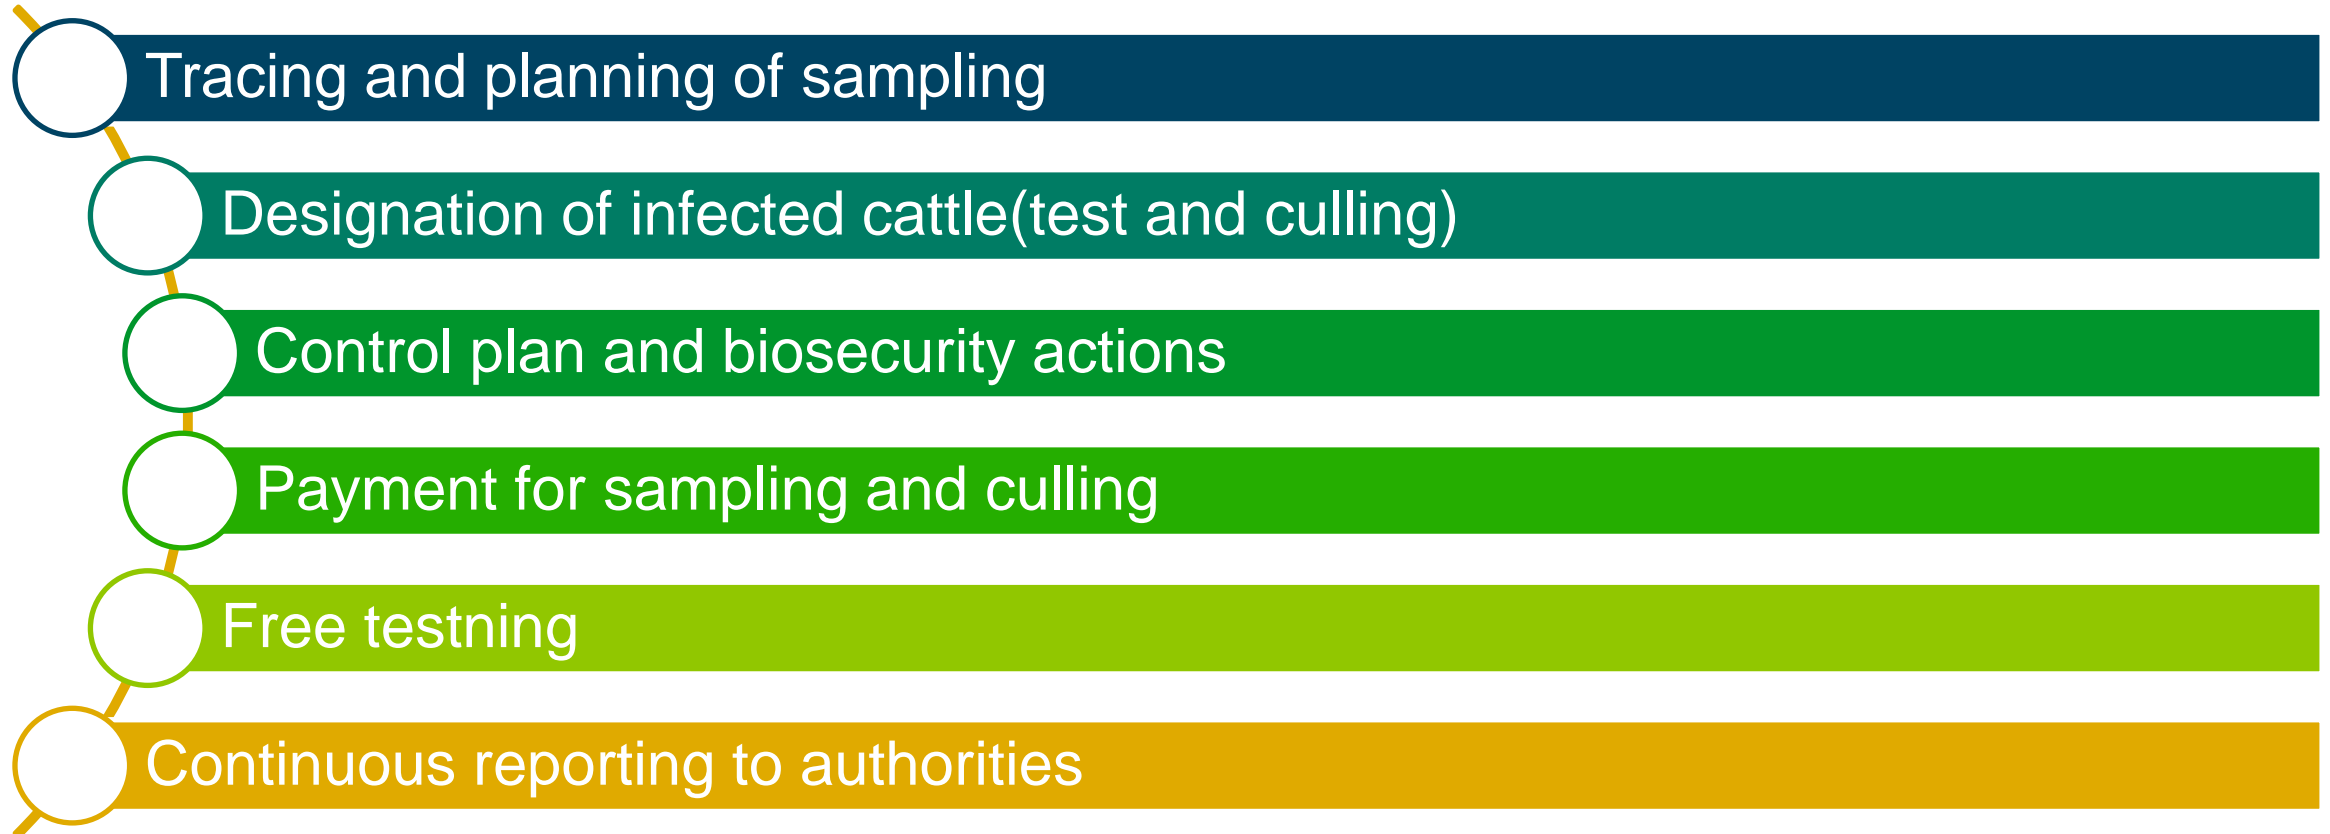 Tracing and planning of sampling
Designation of infected cattle(test and culling)
Control plan and biosecurity actions
Payment for sampling and culling
Free testning
Continuous reporting to authorities